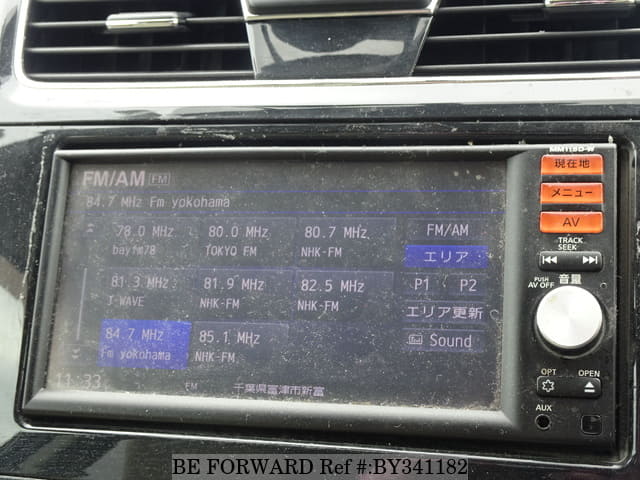 MM115D-W
FM/AM FM
84.7 MHz Fm yokohama
78.0 MHz
bayfm78
80.0 MHz
TOKYO FM
80.7 MHz
NHK-FM
81.3 MHz
J-WAVE
81.9 MHz
NHK-FM
82.5 MHz
NHK-FM
84.7 MHz
Fm yokohama
85.1 MHz
NHK-FM
FM/AM
エリア
P1 P2
エリア更新
Sound
11:33
FM
千葉県富津市新富
現在地
メニュー
AV
TRACK
SEEK
PUSH
AV OFF
音量
OPT
OPEN
AUX
BE FORWARD Ref #:BY341182